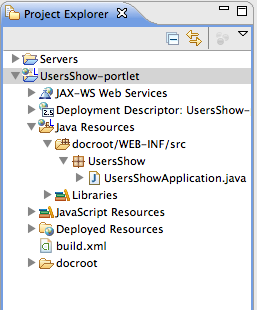 Project Explorer
Servers
UsersShow-portlet
JAX-WS Web Services
Deployment Descriptor: UsersShow-
Java Resources
docroot/WEB-INF/src
UsersShow
UsersShowApplication.java
Libraries
JavaScript Resources
Deployed Resources
build.xml
docroot